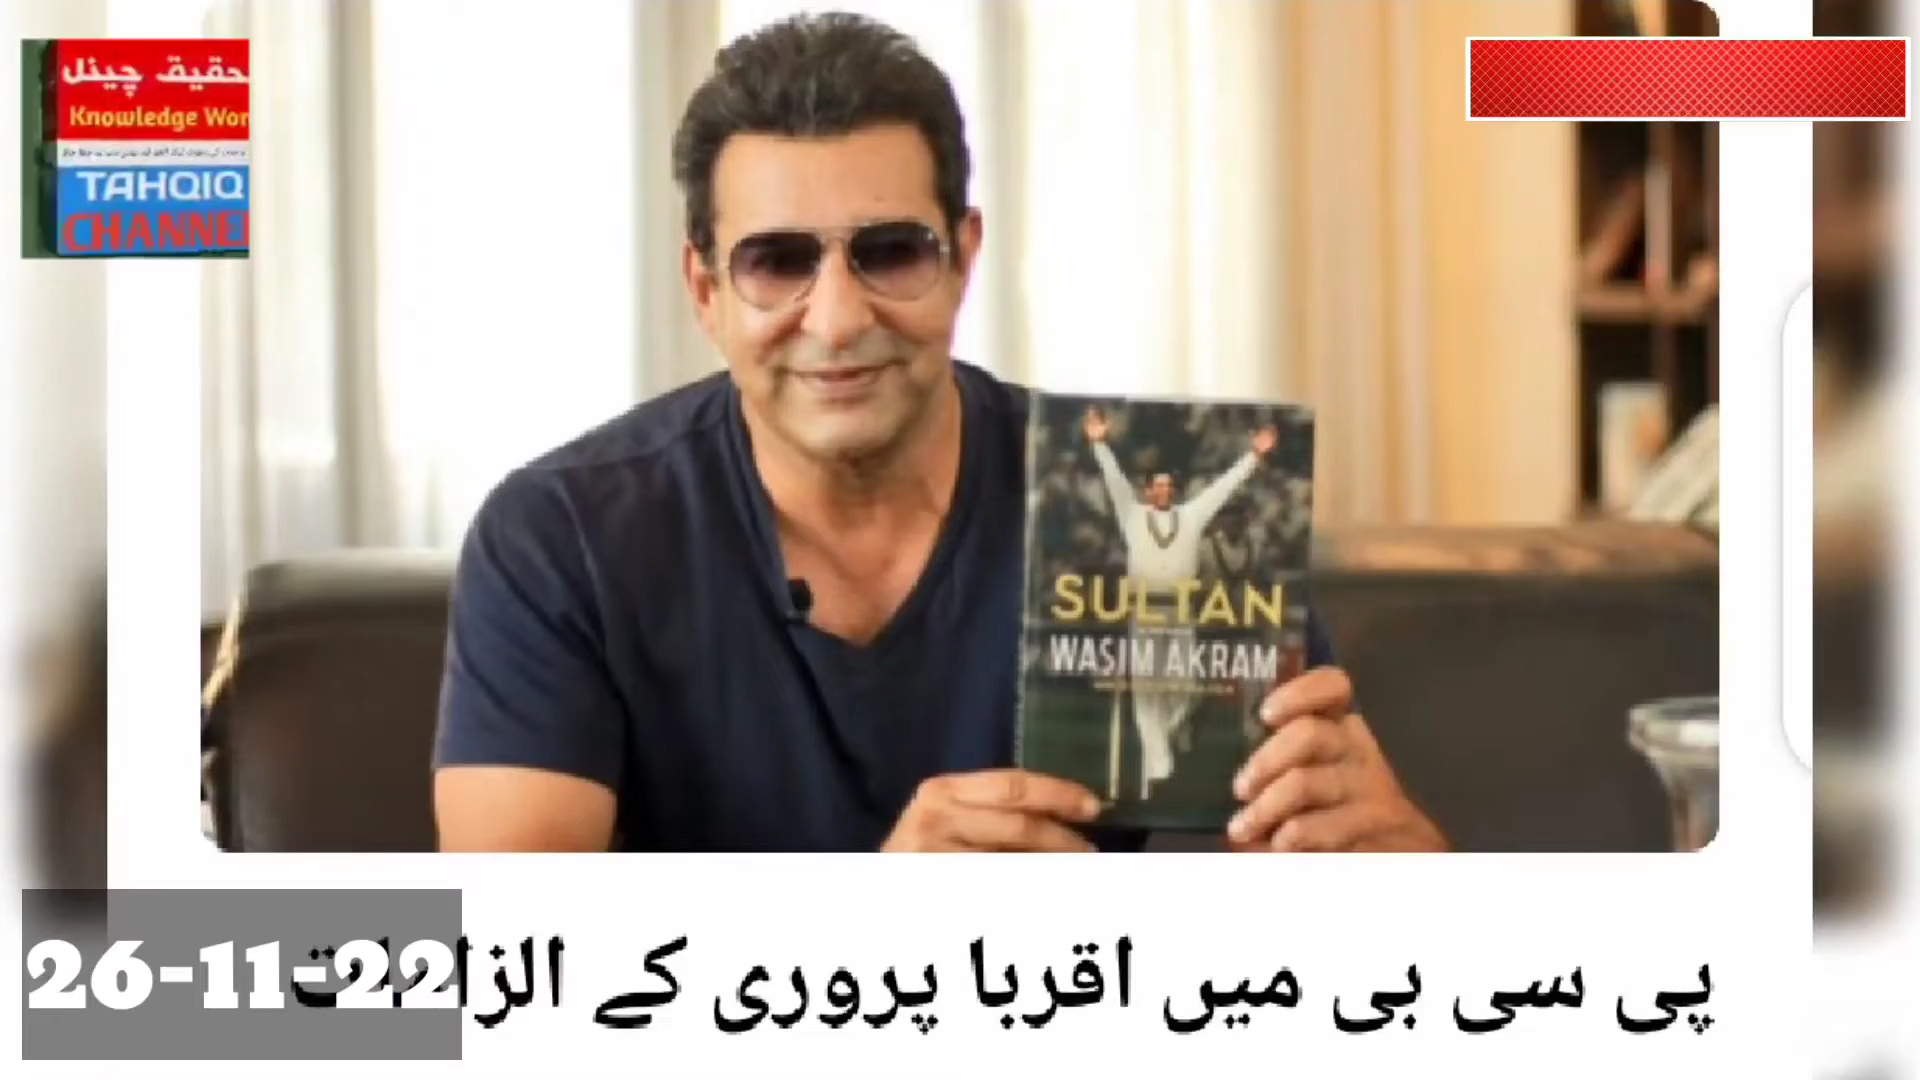 تحقیق چینل
Knowledge Wor
TAHQIQ
CHANNEL
SULTAN
WASIM AKRAM
پی سی بی میں اقربا پروری کے الزامات
26-11-22